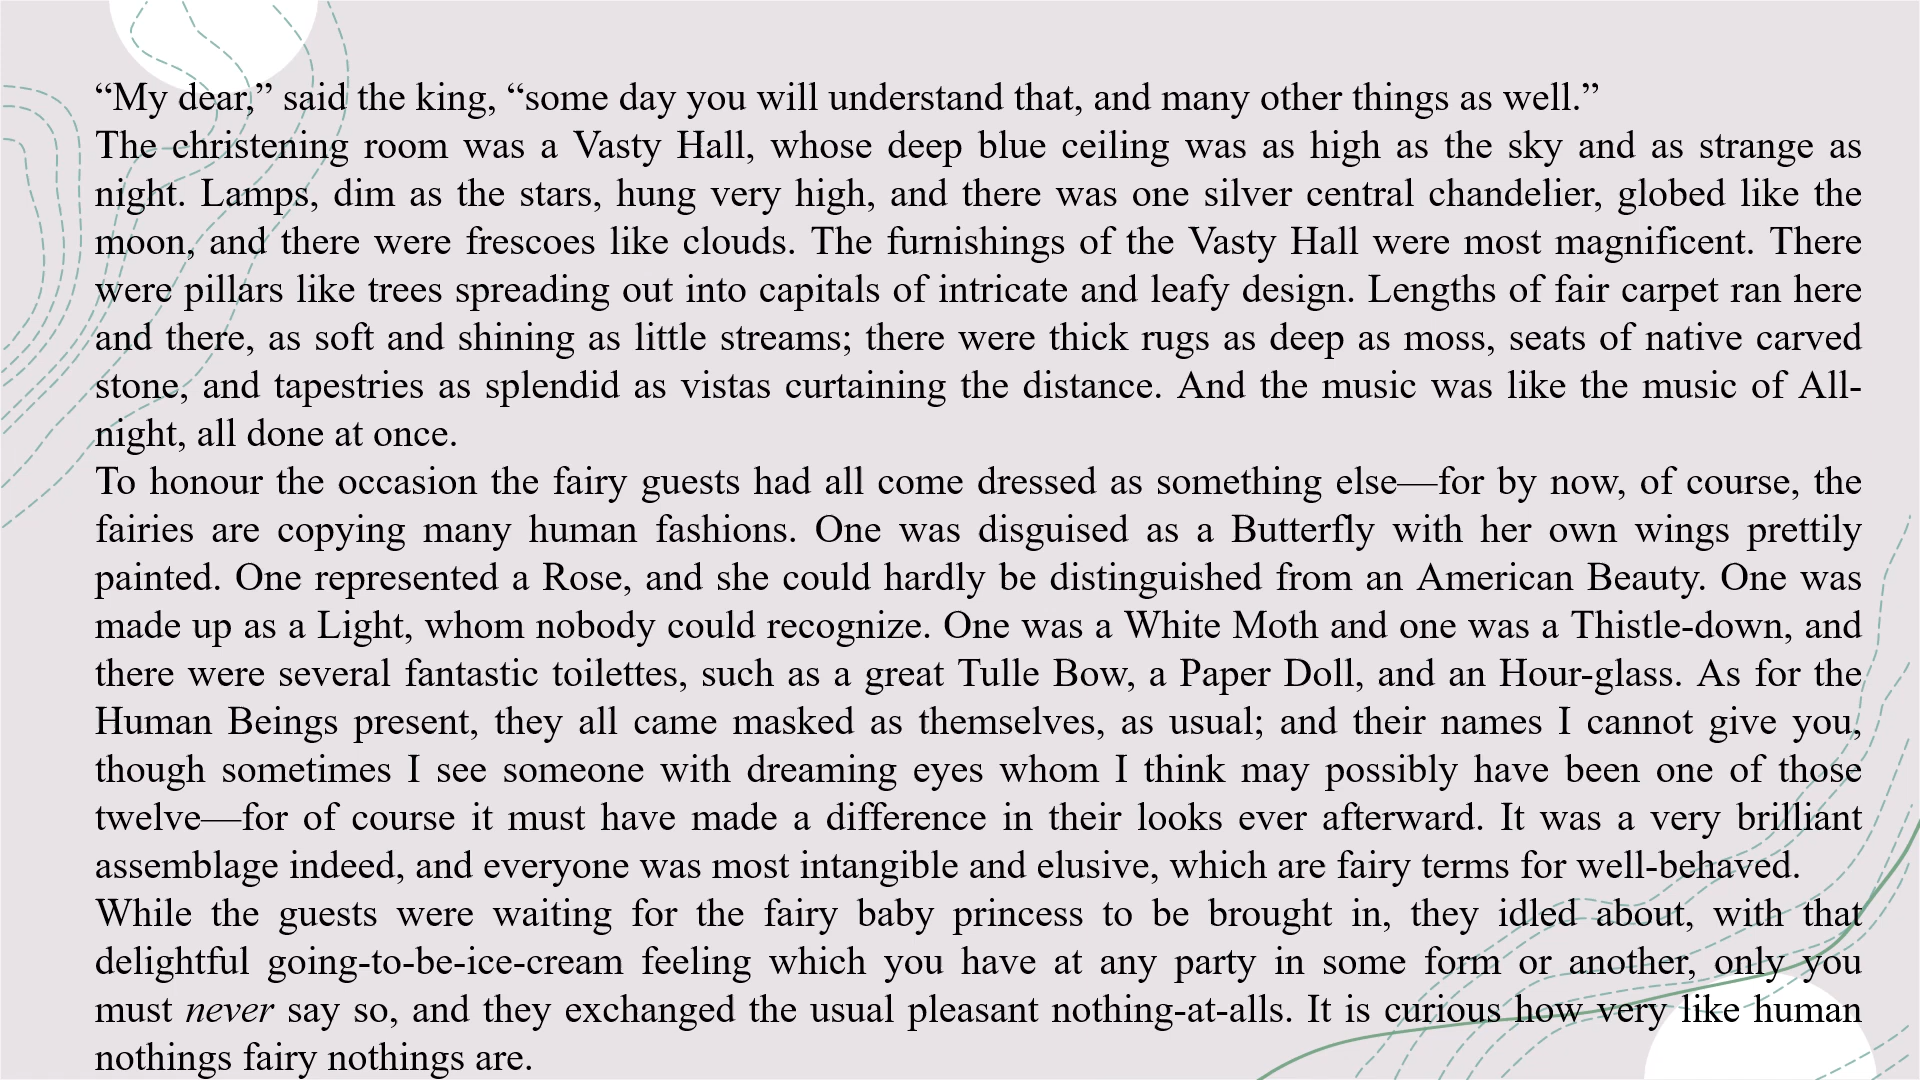 “My dear,” said the king, “some day you will understand that, and many other things as well.”
The christening room was a Vasty Hall, whose deep blue ceiling was as high as the sky and as strange as
night. Lamps, dim as the stars, hung very high, and there was one silver central chandelier, globed like the
moon, and there were frescoes like clouds. The furnishings of the Vasty Hall were most magnificent. There
were pillars like trees spreading out into capitals of intricate and leafy design. Lengths of fair carpet ran here
and there, as soft and shining as little streams; there were thick rugs as deep as moss, seats of native carved
stone, and tapestries as splendid as vistas curtaining the distance. And the music was like the music of All-
night, all done at once.
To honour the occasion the fairy guests had all come dressed as something else—for by now, of course, the
fairies are copying many human fashions. One was disguised as a Butterfly with her own wings prettily
painted. One represented a Rose, and she could hardly be distinguished from an American Beauty. One was
made up as a Light, whom nobody could recognize. One was a White Moth and one was a Thistle-down, and
there were several fantastic toilettes, such as a great Tulle Bow, a Paper Doll, and an Hour-glass. As for the
Human Beings present, they all came masked as themselves, as usual; and their names I cannot give you,
though sometimes I see someone with dreaming eyes whom I think may possibly have been one of those
twelve—for of course it must have made a difference in their looks ever afterward. It was a very brilliant
assemblage indeed, and everyone was most intangible and elusive, which are fairy terms for well-behaved.
While the guests were waiting for the fairy baby princess to be brought in, they idled about, with that
delightful going-to-be-ice-cream feeling which you have at any party in some form or another, only you
must never say so, and they exchanged the usual pleasant nothing-at-alls. It is curious how very like human
nothings fairy nothings are.